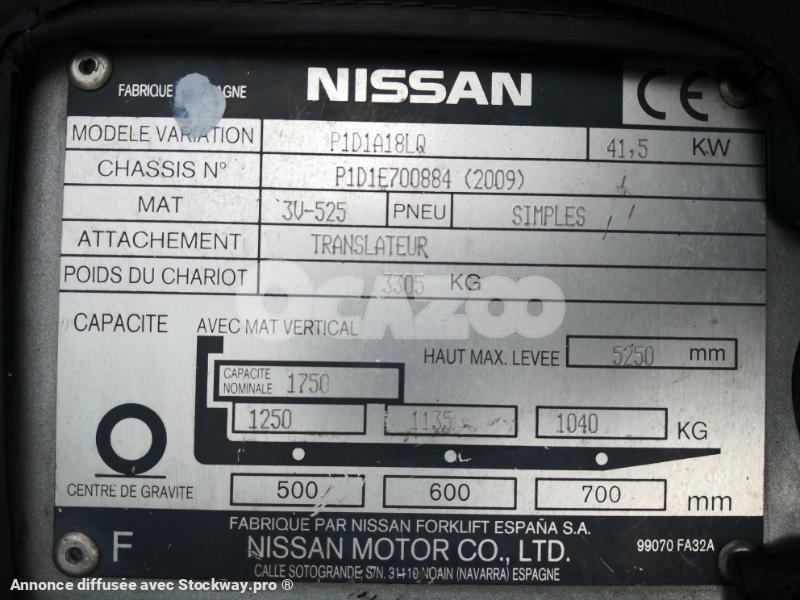 FABRIQUE
NISSAN
CE
MODELE VARIATION P1D1A18LQ 41,5 KW
CHASSIS N° P1D1E700884 (2009)
MAT 3V-525 PNEU SIMPLES
ATTACHEMENT TRANSLATEUR
POIDS DU CHARIOT 3305 KG
OCAZOO
CAPACITE AVEC MAT VERTICAL
HAUT MAX. LEVEE 5250 mm
CAPACITE NOMINALE 1750
1250 1135 1040 KG
CENTRE DE GRAVITE 500 600 700 mm
FABRIQUE PAR NISSAN FORKLIFT ESPAÑA S.A.
F NISSAN MOTOR CO., LTD. 99070 FA32A
CALLE SOTOGRANDE, S/N. 31110 NOAIN (NAVARRA) ESPAGNE
Annonce diffusée avec Stockway.pro ®